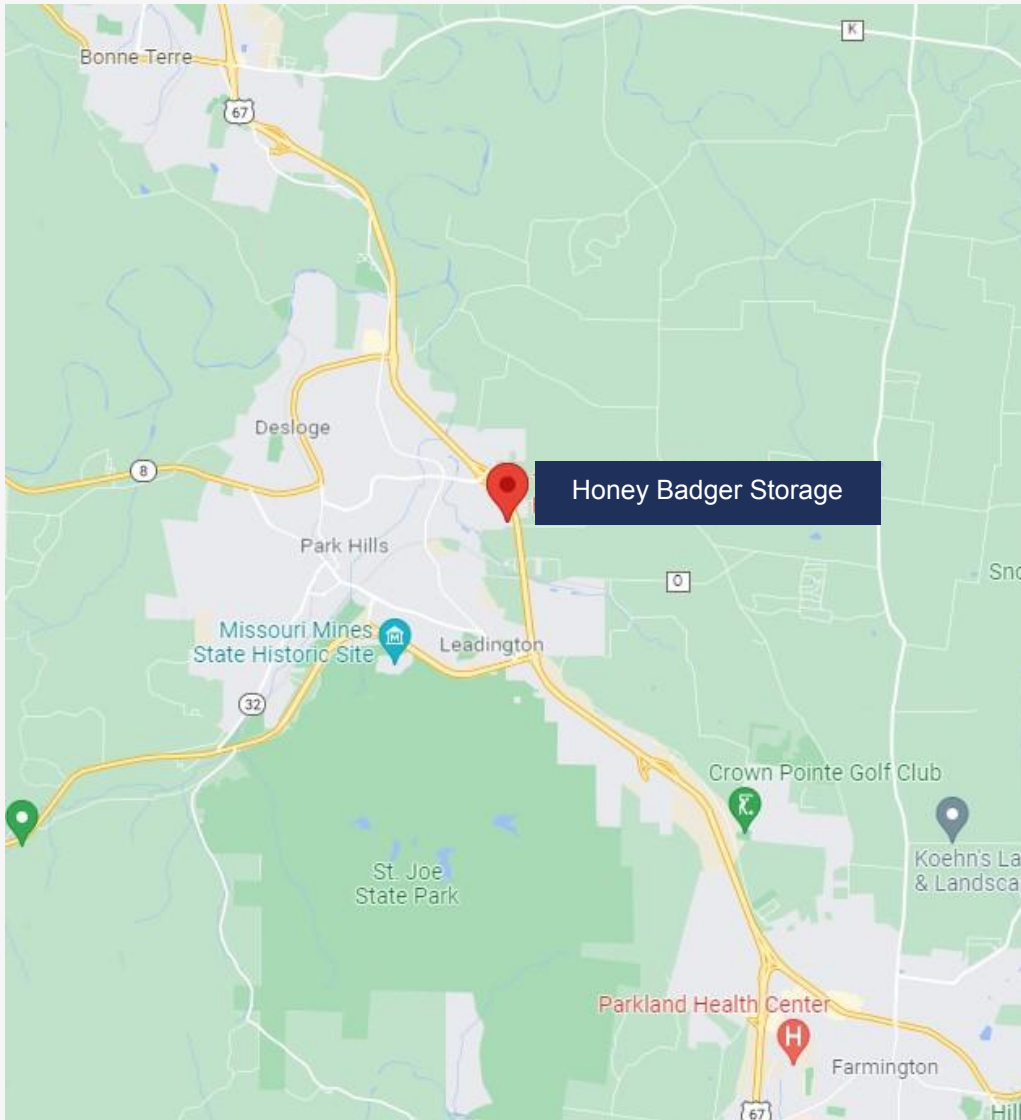 K
Bonne Terre
67
Desloge
8
Honey Badger Storage
Park Hills
O
Missouri Mines
State Historic Site
Leadington
32
Crown Pointe Golf Club
Koehn's La
& Landsca
St. Joe
State Park
Parkland Health Center
H
Farmington
67
Hill